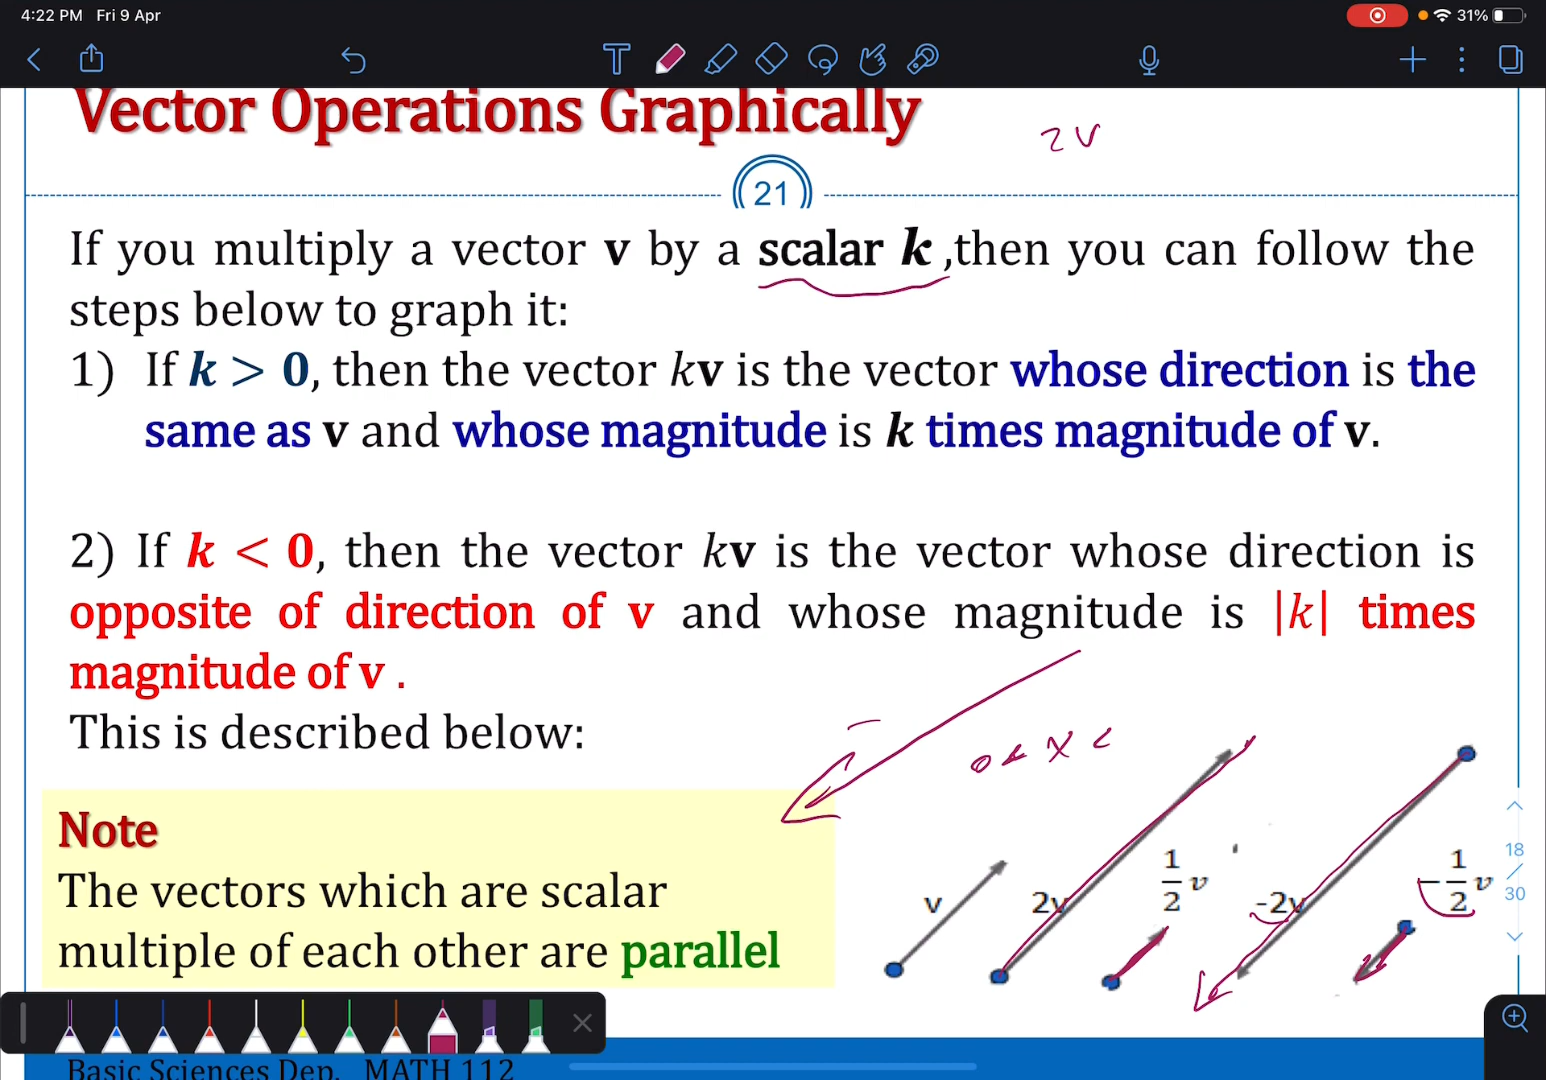 4:22 PM Fri 9 Apr
31%
Vector Operations Graphically
2v
21
If you multiply a vector v by a scalar k ,then you can follow the
steps below to graph it:
1) If k > 0, then the vector kv is the vector whose direction is the
same as v and whose magnitude is k times magnitude of v.
2) If k < 0, then the vector kv is the vector whose direction is
opposite of direction of v and whose magnitude is |k| times
magnitude of v .
This is described below:
Note
The vectors which are scalar
multiple of each other are parallel
v
2v
1/2 v
-2v
-1/2 v
18
/
30
Basic Sciences Dep. MATH 112